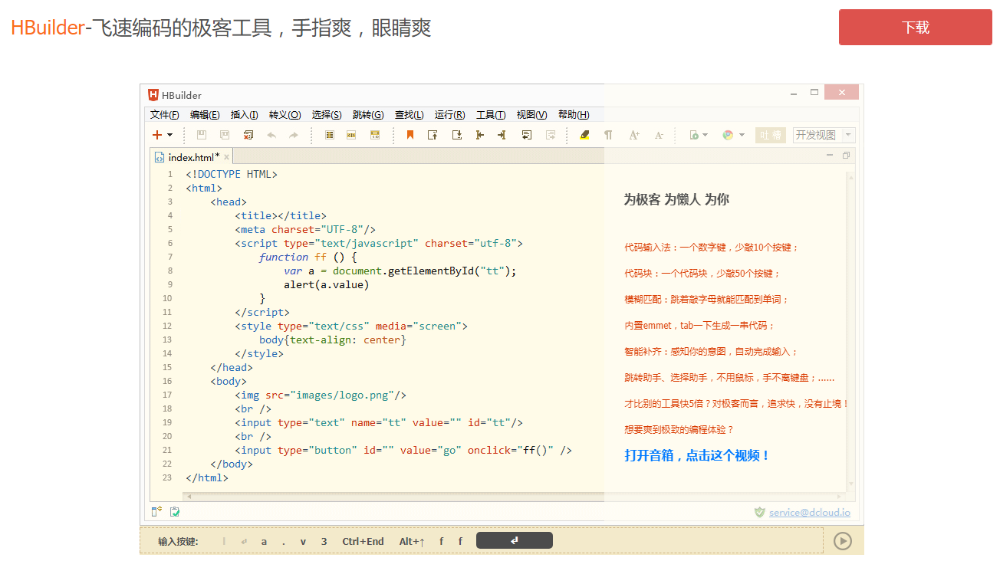 HBuilder-飞速编码的极客工具，手指爽，眼睛爽
下载
HBuilder
文件(F) 编辑(E) 插入(I) 转义(O) 选择(S) 跳转(G) 查找(L) 运行(R) 工具(T) 视图(V) 帮助(H)
吐槽 开发视图
index.html*
1 <!DOCTYPE HTML>
2 <html>
3 <head>
4 <title></title>
5 <meta charset="UTF-8"/>
6 <script type="text/javascript" charset="utf-8">
7 function ff () {
8 var a = document.getElementById("tt");
9 alert(a.value)
10 }
11 </script>
12 <style type="text/css" media="screen">
13 body{text-align: center}
14 </style>
15 </head>
16 <body>
17 <img src="images/logo.png"/>
18 <br />
19 <input type="text" name="tt" value="" id="tt"/>
20 <br />
21 <input type="button" id="" value="go" onclick="ff()" />
22 </body>
23 </html>
为极客 为懒人 为你
代码输入法：一个数字键，少敲10个按键；
代码块：一个代码块，少敲50个按键；
模糊匹配：跳着敲字母就能匹配到单词；
内置emmet，tab一下生成一串代码；
智能补齐：感知你的意图，自动完成输入；
跳转助手、选择助手，不用鼠标，手不离键盘；......
才比别的工具快5倍？对极客而言，追求快，没有止境！
想要爽到极致的编程体验？
打开音箱，点击这个视频！
service@dcloud.io
输入按键: l ↵ a . v 3 Ctrl+End Alt+↑ f f ↵